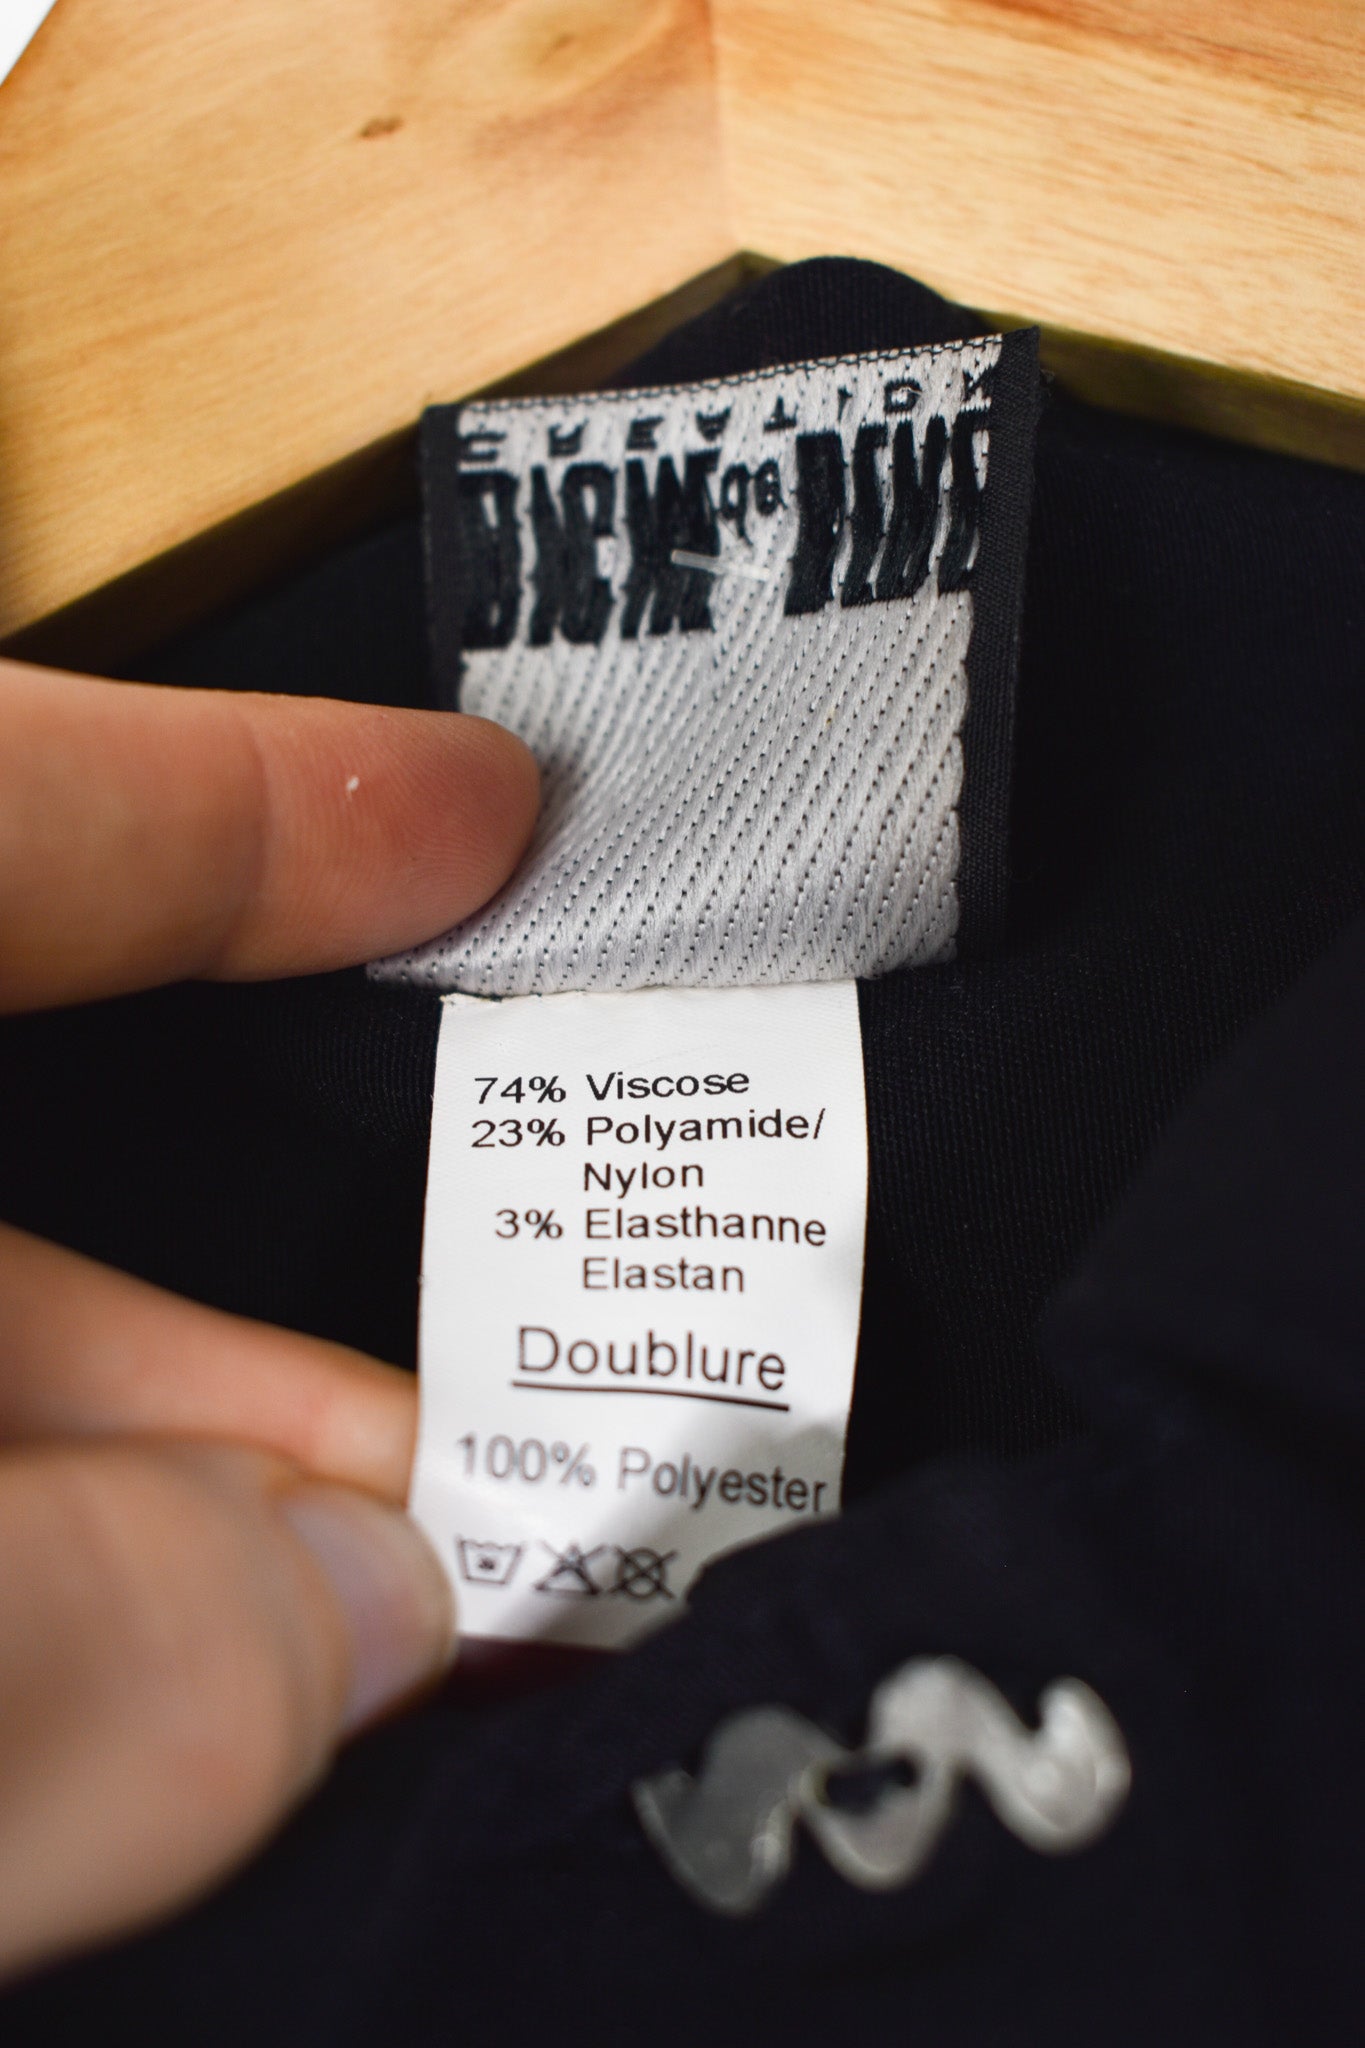 74% Viscose
23% Polyamide/
Nylon
3% Elasthanne
Elastan
Doublure
100% Polyester